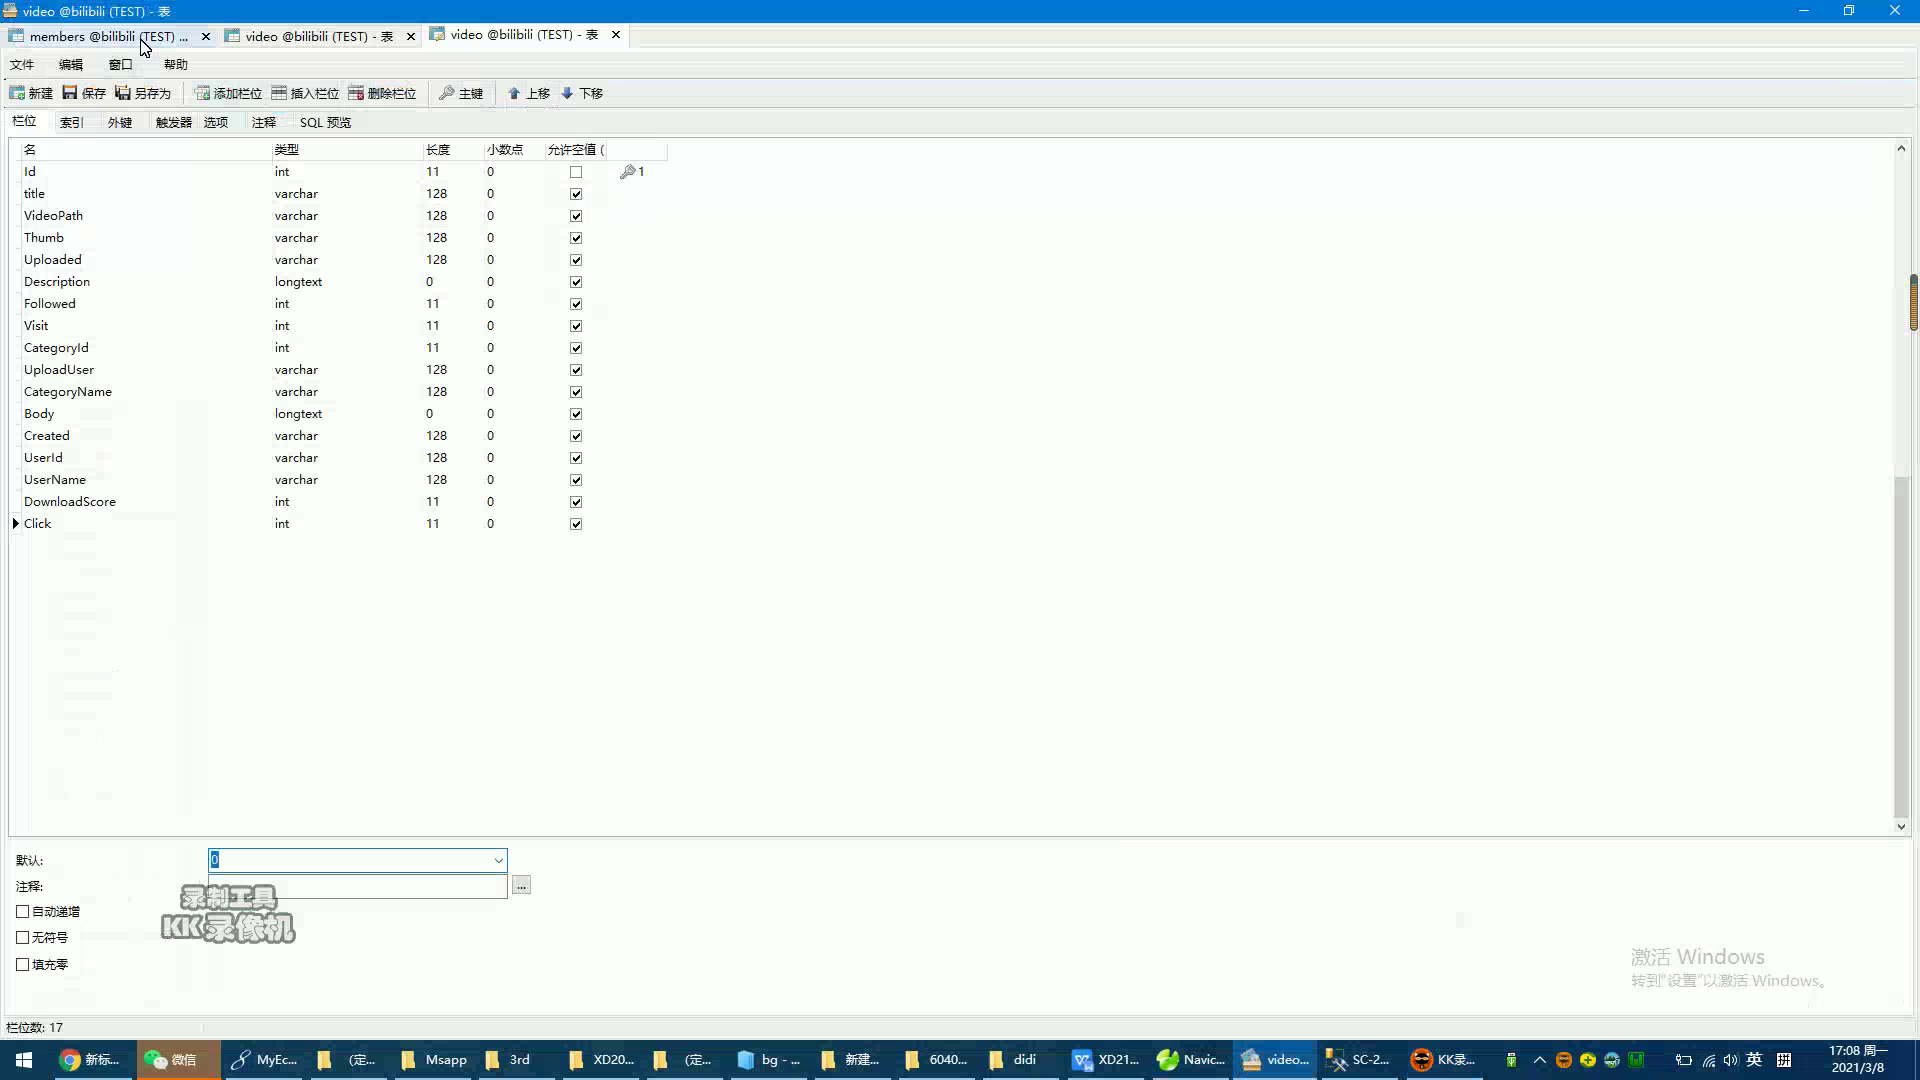 video @bilibili (TEST) - 表
members @bilibili (TEST) ... video @bilibili (TEST) - 表 video @bilibili (TEST) - 表
文件 编辑 窗口 帮助
新建 保存 另存为 添加栏位 插入栏位 删除栏位 主键 上移 下移
栏位 索引 外键 触发器 选项 注释 SQL 预览
名 类型 长度 小数点 允许空值 (
Id int 11 0 1
title varchar 128 0
VideoPath varchar 128 0
Thumb varchar 128 0
Uploaded varchar 128 0
Description longtext 0 0
Followed int 11 0
Visit int 11 0
CategoryId int 11 0
UploadUser varchar 128 0
CategoryName varchar 128 0
Body longtext 0 0
Created varchar 128 0
UserId varchar 128 0
UserName varchar 128 0
DownloadScore int 11 0
Click int 11 0
默认: 0
注释: ...
录制工具
KK录像机
自动递增
无符号
填充零
激活 Windows
转到“设置”以激活 Windows。
栏位数: 17
新标... 微信 MyEc... (定... Msapp 3rd XD20... (定... bg - ... 新建... 6040... didi XD21... Navic... video... SC-2... KK录... 英 拼 17:08 周一
2021/3/8